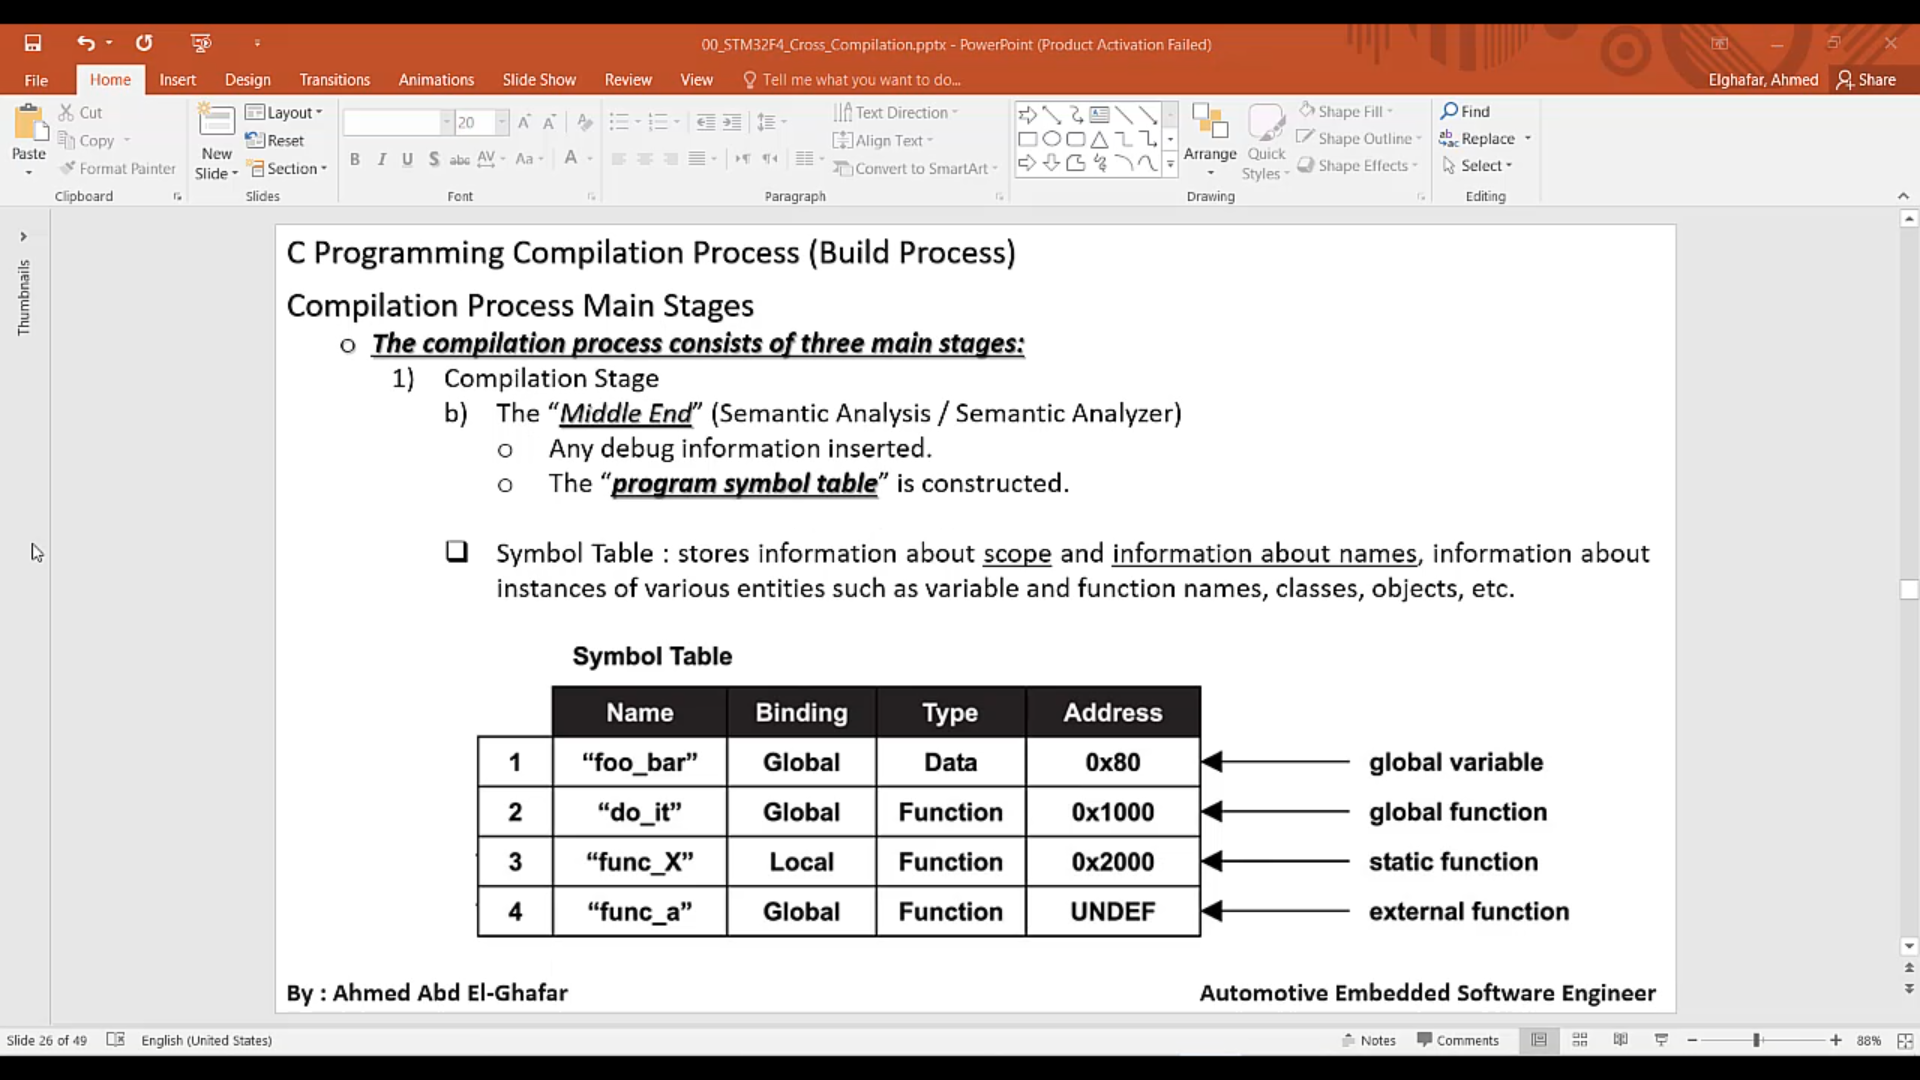 00_STM32F4_Cross_Compilation.pptx - PowerPoint (Product Activation Failed)
File Home Insert Design Transitions Animations Slide Show Review View Tell me what you want to do... Elghafar, Ahmed Share
Paste Cut Copy Format Painter Clipboard
New Slide Layout Reset Section Slides
20 B I U S abc AV Aa A Font
Text Direction Align Text Convert to SmartArt Paragraph
Arrange Quick Styles Shape Fill Shape Outline Shape Effects Drawing
Find Replace Select Editing
Thumbnails
C Programming Compilation Process (Build Process)
Compilation Process Main Stages
o The compilation process consists of three main stages:
1) Compilation Stage
b) The “Middle End” (Semantic Analysis / Semantic Analyzer)
o Any debug information inserted.
o The “program symbol table” is constructed.
Symbol Table : stores information about scope and information about names, information about
instances of various entities such as variable and function names, classes, objects, etc.
Symbol Table
Name Binding Type Address
1 “foo_bar” Global Data 0x80 global variable
2 “do_it” Global Function 0x1000 global function
3 “func_X” Local Function 0x2000 static function
4 “func_a” Global Function UNDEF external function
By : Ahmed Abd El-Ghafar Automotive Embedded Software Engineer
Slide 26 of 49 English (United States) Notes Comments 88%